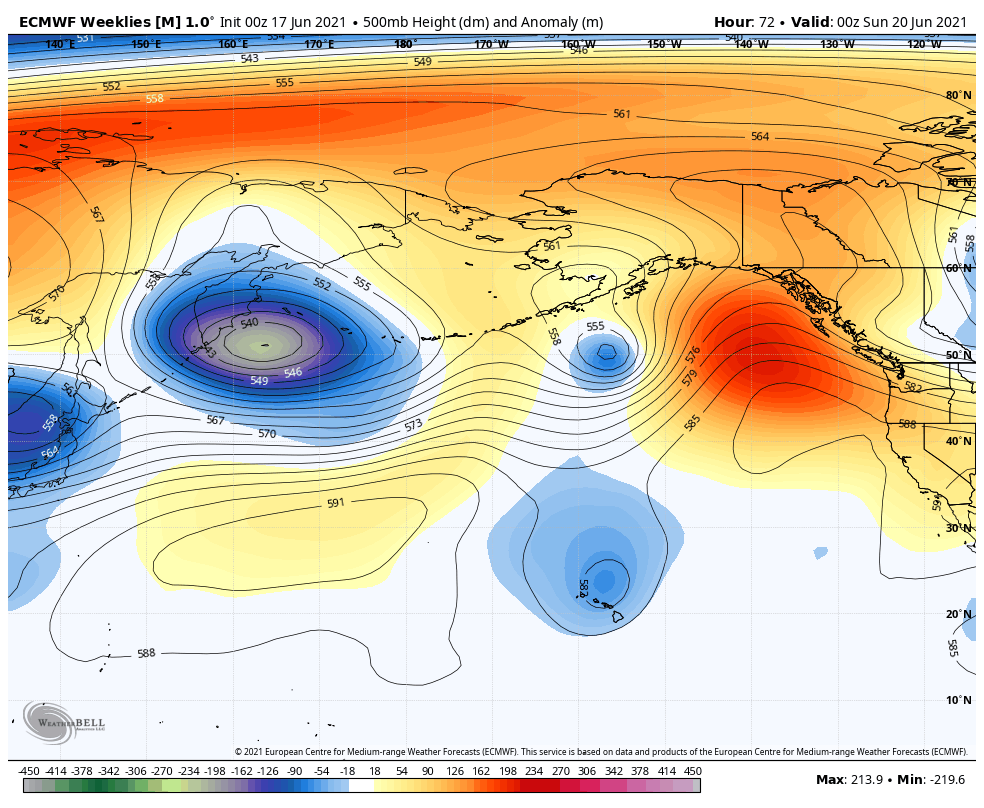 ECMWF Weeklies [M] 1.0° Init 00z 17 Jun 2021 • 500mb Height (dm) and Anomaly (m)
Hour: 72 • Valid: 00z Sun 20 Jun 2021
531 534 537 540 537
140°E 150°E 160°E 170°E 180° 170°W 160°W 150°W 140°W 130°W 120°W
543 549 546
552 555
558 80°N
561
564
70°N
567
561 558
558 561
552 555 60°N
570
540 555 558
543 50°N
546 576
549 579
582
558 567 573 585 588
570 40°N
564
591 591
30°N
582
20°N
588 585
10°N
WEATHERBELL
© 2021 European Centre for Medium-range Weather Forecasts (ECMWF). This service is based on data and products of the European Centre for Medium-range Weather Forecasts (ECMWF).
-450 -414 -378 -342 -306 -270 -234 -198 -162 -126 -90 -54 -18 18 54 90 126 162 198 234 270 306 342 378 414 450
Max: 213.9 • Min: -219.6